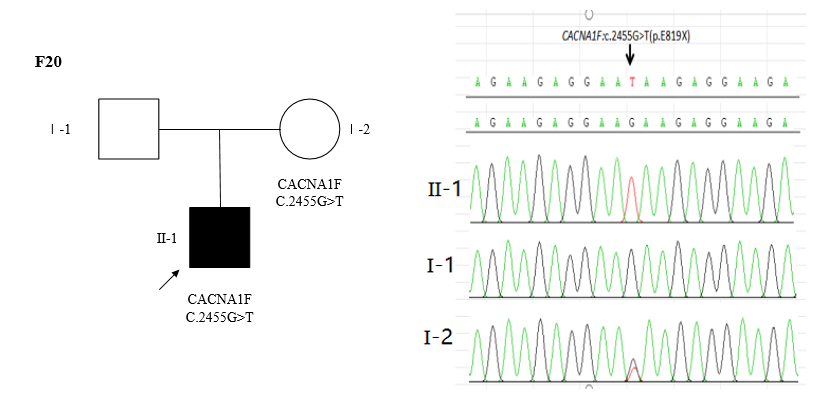 F20
I -1
I -2
CACNA1F
C.2455G>T
II-1
CACNA1F
C.2455G>T
CACNA1F:c.2455G>T(p.E819X)
A G A A G A G G A A T A A G A G G A A G A
A G A A G A G G A A G A A G A G G A A G A
II-1
I-1
I-2